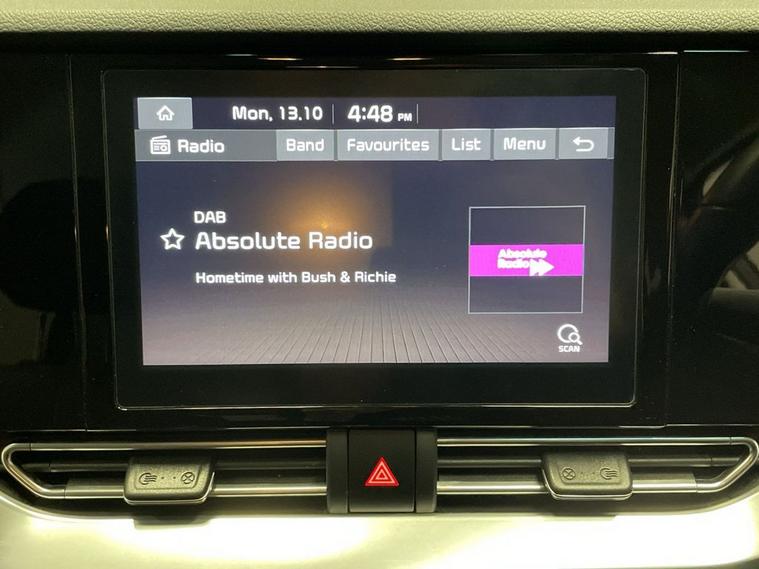 Mon, 13.10 4:48 PM
Radio Band Favourites List Menu
DAB
Absolute Radio
Hometime with Bush & Richie
Absolute
Radio
SCAN